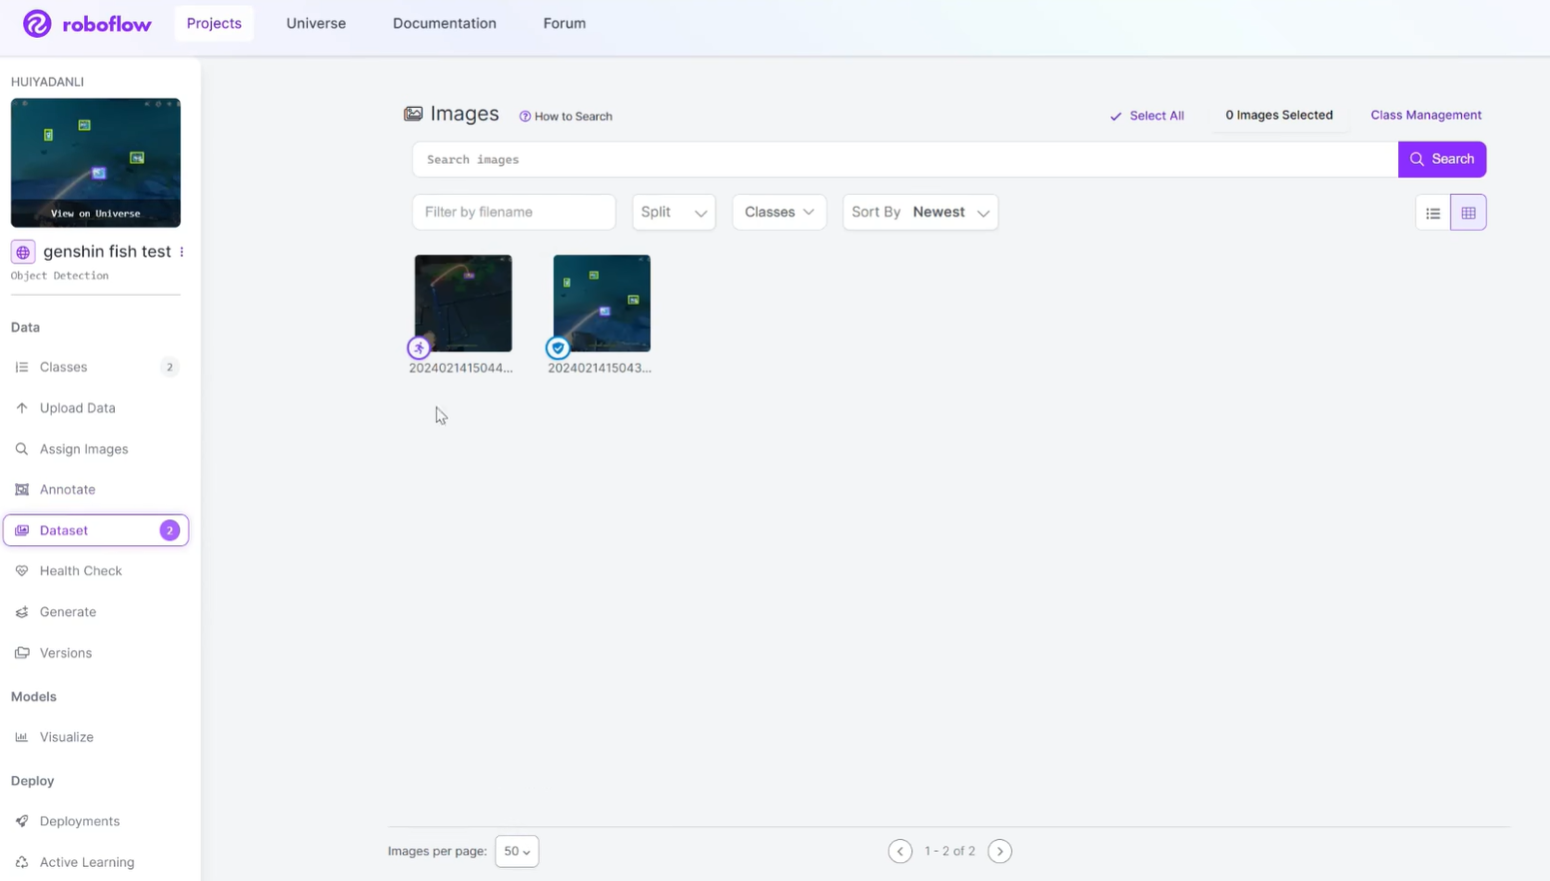 roboflow
Projects
Universe
Documentation
Forum
HUIYADANLI
View on Universe
genshin fish test
Object Detection
Data
Classes 2
Upload Data
Assign Images
Annotate
Dataset 2
Health Check
Generate
Versions
Models
Visualize
Deploy
Deployments
Active Learning
Images
How to Search
Select All
0 Images Selected
Class Management
Search images
Search
Filter by filename
Split
Classes
Sort By Newest
2024021415044...
2024021415043...
Images per page: 50
1 - 2 of 2